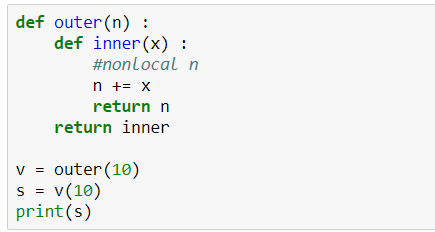 def outer(n) :
    def inner(x) :
        #nonlocal n
        n += x
        return n
    return inner

v = outer(10)
s = v(10)
print(s)